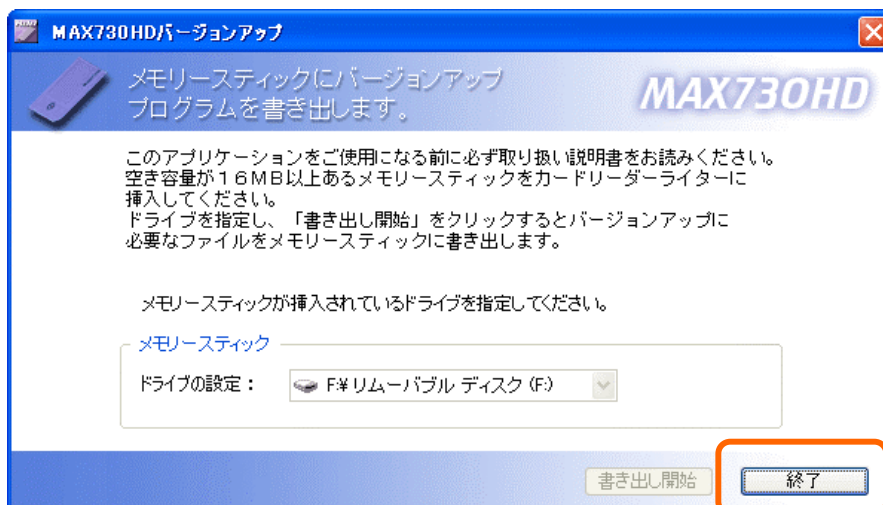 MAX730HDバージョンアップ
メモリースティックにバージョンアップ
プログラムを書き出します。
MAX730HD
このアプリケーションをご使用になる前に必ず取り扱い説明書をお読みください。
空き容量が16MB以上あるメモリースティックをカードリーダーライターに
挿入してください。
ドライブを指定し、「書き出し開始」をクリックするとバージョンアップに
必要なファイルをメモリースティックに書き出します。
メモリースティックが挿入されているドライブを指定してください。
メモリースティック
ドライブの設定:
F:¥ リムーバブル ディスク (F:)
書き出し開始
終了